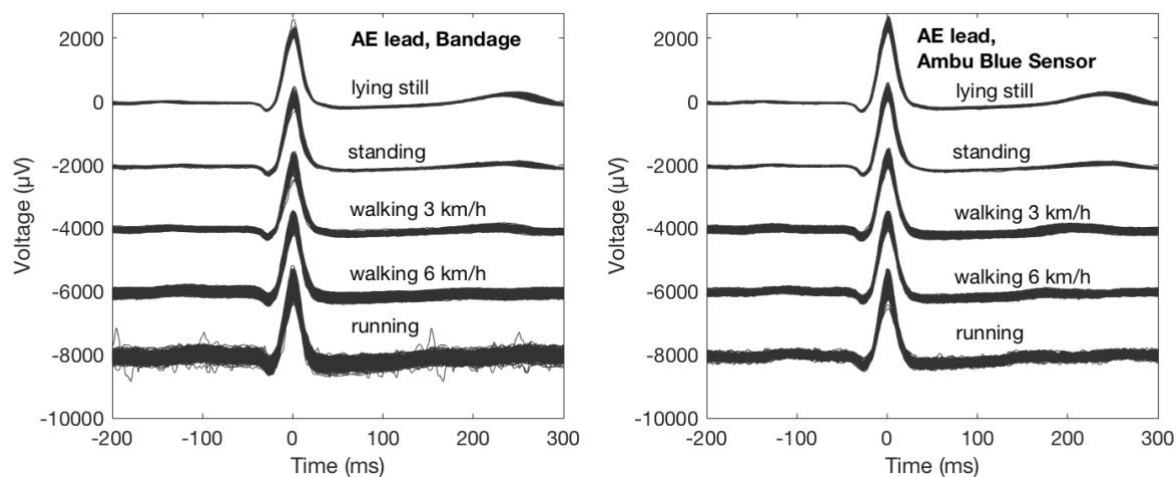 AE lead, Bandage
lying still
standing
walking 3 km/h
walking 6 km/h
running
2000
0
-2000
-4000
-6000
-8000
-10000
-200
-100
0
100
200
300
Voltage (µV)
Time (ms)
AE lead,
Ambu Blue Sensor
lying still
standing
walking 3 km/h
walking 6 km/h
running
2000
0
-2000
-4000
-6000
-8000
-10000
-200
-100
0
100
200
300
Voltage (µV)
Time (ms)